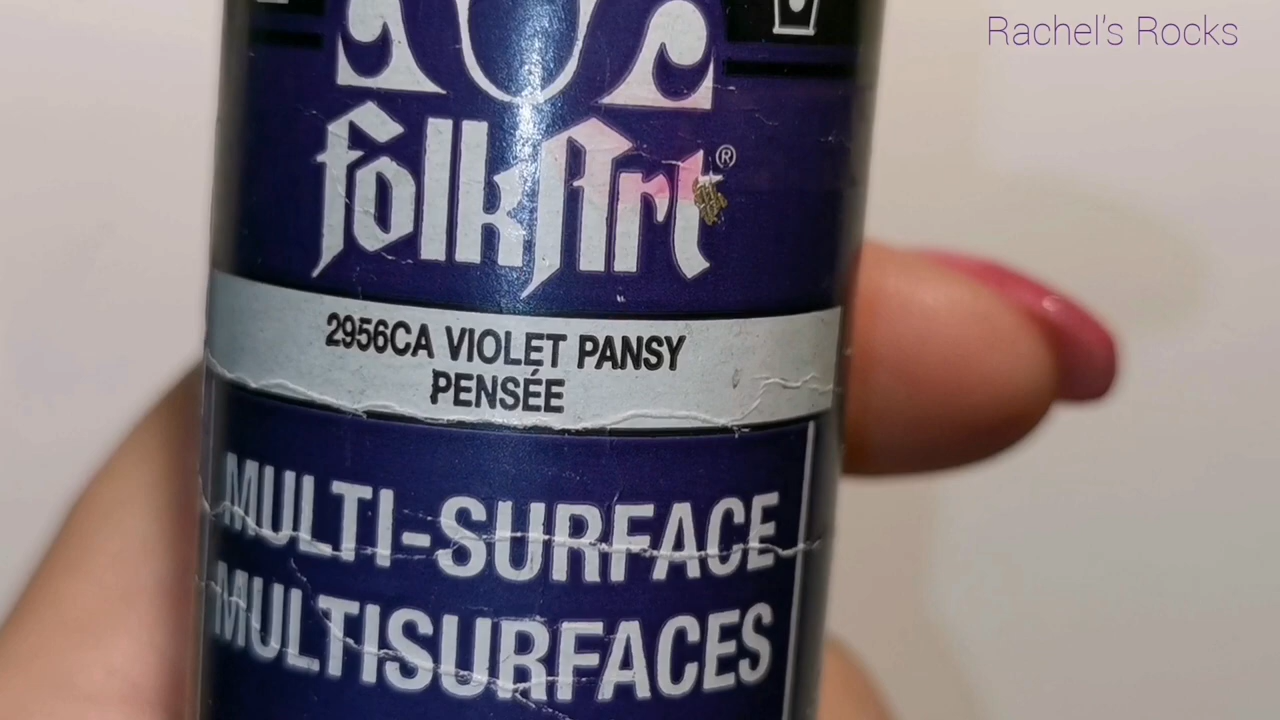 Rachel's Rocks
folkArt®
2956CA VIOLET PANSY
PENSÉE
MULTI-SURFACE
MULTISURFACES